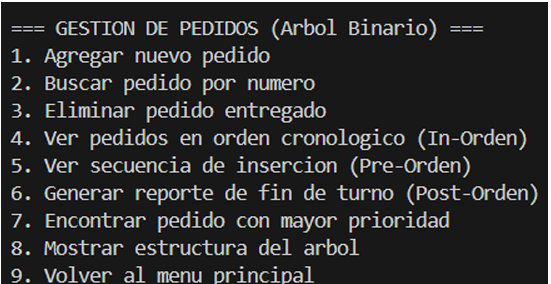 === GESTION DE PEDIDOS (Arbol Binario) ===
1. Agregar nuevo pedido
2. Buscar pedido por numero
3. Eliminar pedido entregado
4. Ver pedidos en orden cronologico (In-Orden)
5. Ver secuencia de insercion (Pre-Orden)
6. Generar reporte de fin de turno (Post-Orden)
7. Encontrar pedido con mayor prioridad
8. Mostrar estructura del arbol
9. Volver al menu principal